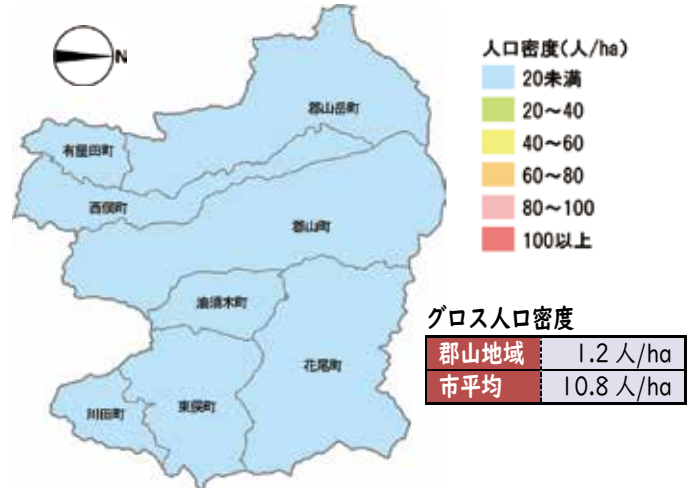 N
郡山岳町
有屋田町
西俣町
郡山町
油須木町
花尾町
東俣町
川田町
人口密度(人/ha)
20未満
20～40
40～60
60～80
80～100
100以上
グロス人口密度
郡山地域 1.2 人/ha
市平均 10.8 人/ha